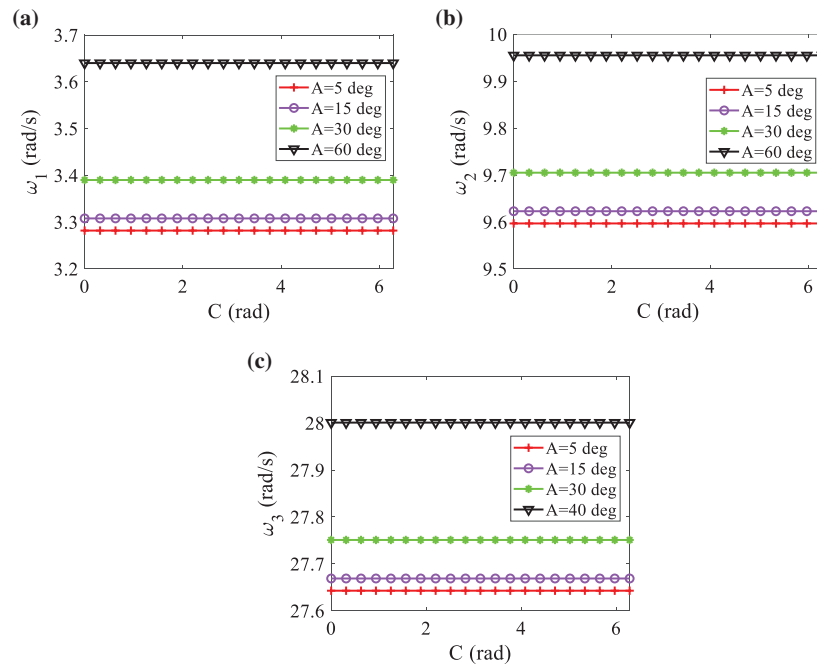 (a)
3.7
3.6
3.5
3.4
3.3
3.2
ω1 (rad/s)
0 2 4 6
C (rad)
A=5 deg
A=15 deg
A=30 deg
A=60 deg
(b)
10
9.9
9.8
9.7
9.6
9.5
ω2 (rad/s)
0 2 4 6
C (rad)
A=5 deg
A=15 deg
A=30 deg
A=60 deg
(c)
28.1
28
27.9
27.8
27.7
27.6
ω3 (rad/s)
0 2 4 6
C (rad)
A=5 deg
A=15 deg
A=30 deg
A=40 deg